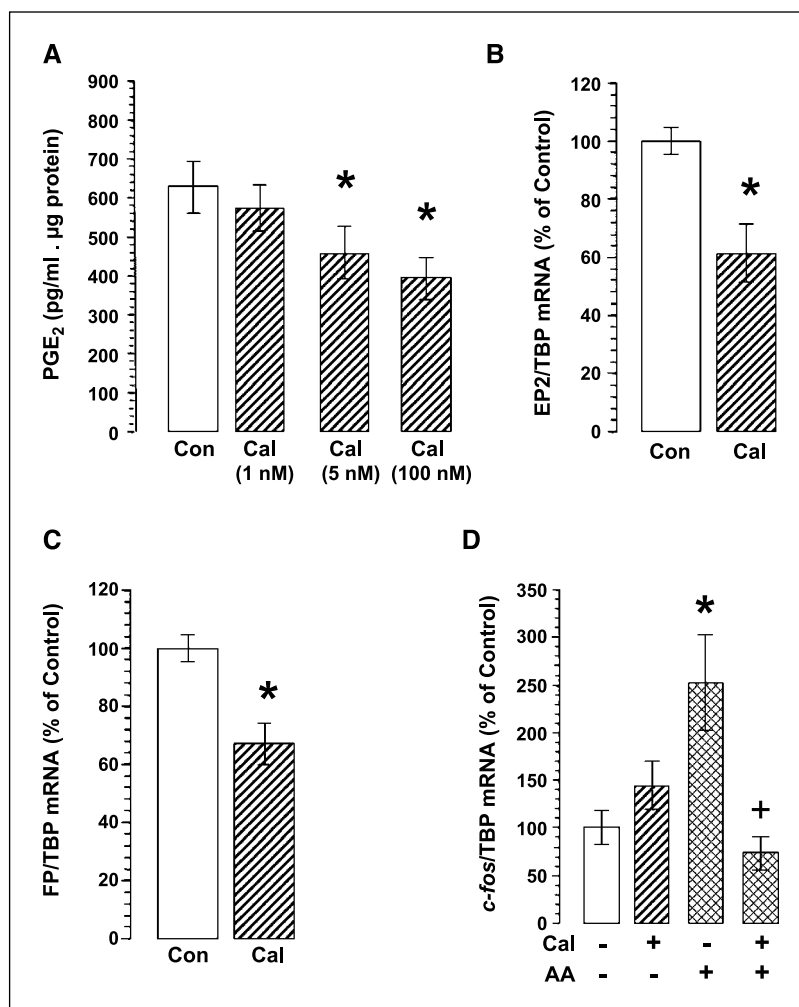 A
PGE₂ (pg/ml . µg protein)
900
800
700
600
500
400
300
200
100
0
* *
Con Cal Cal Cal
(1 nM) (5 nM) (100 nM)
B
EP2/TBP mRNA (% of Control)
120
100
80
60
40
20
0
*
Con Cal
C
FP/TBP mRNA (% of Control)
120
100
80
60
40
20
0
*
Con Cal
D
c-fos/TBP mRNA (% of Control)
350
300
250
200
150
100
50
0
*
+
Cal - + - +
AA - - + +